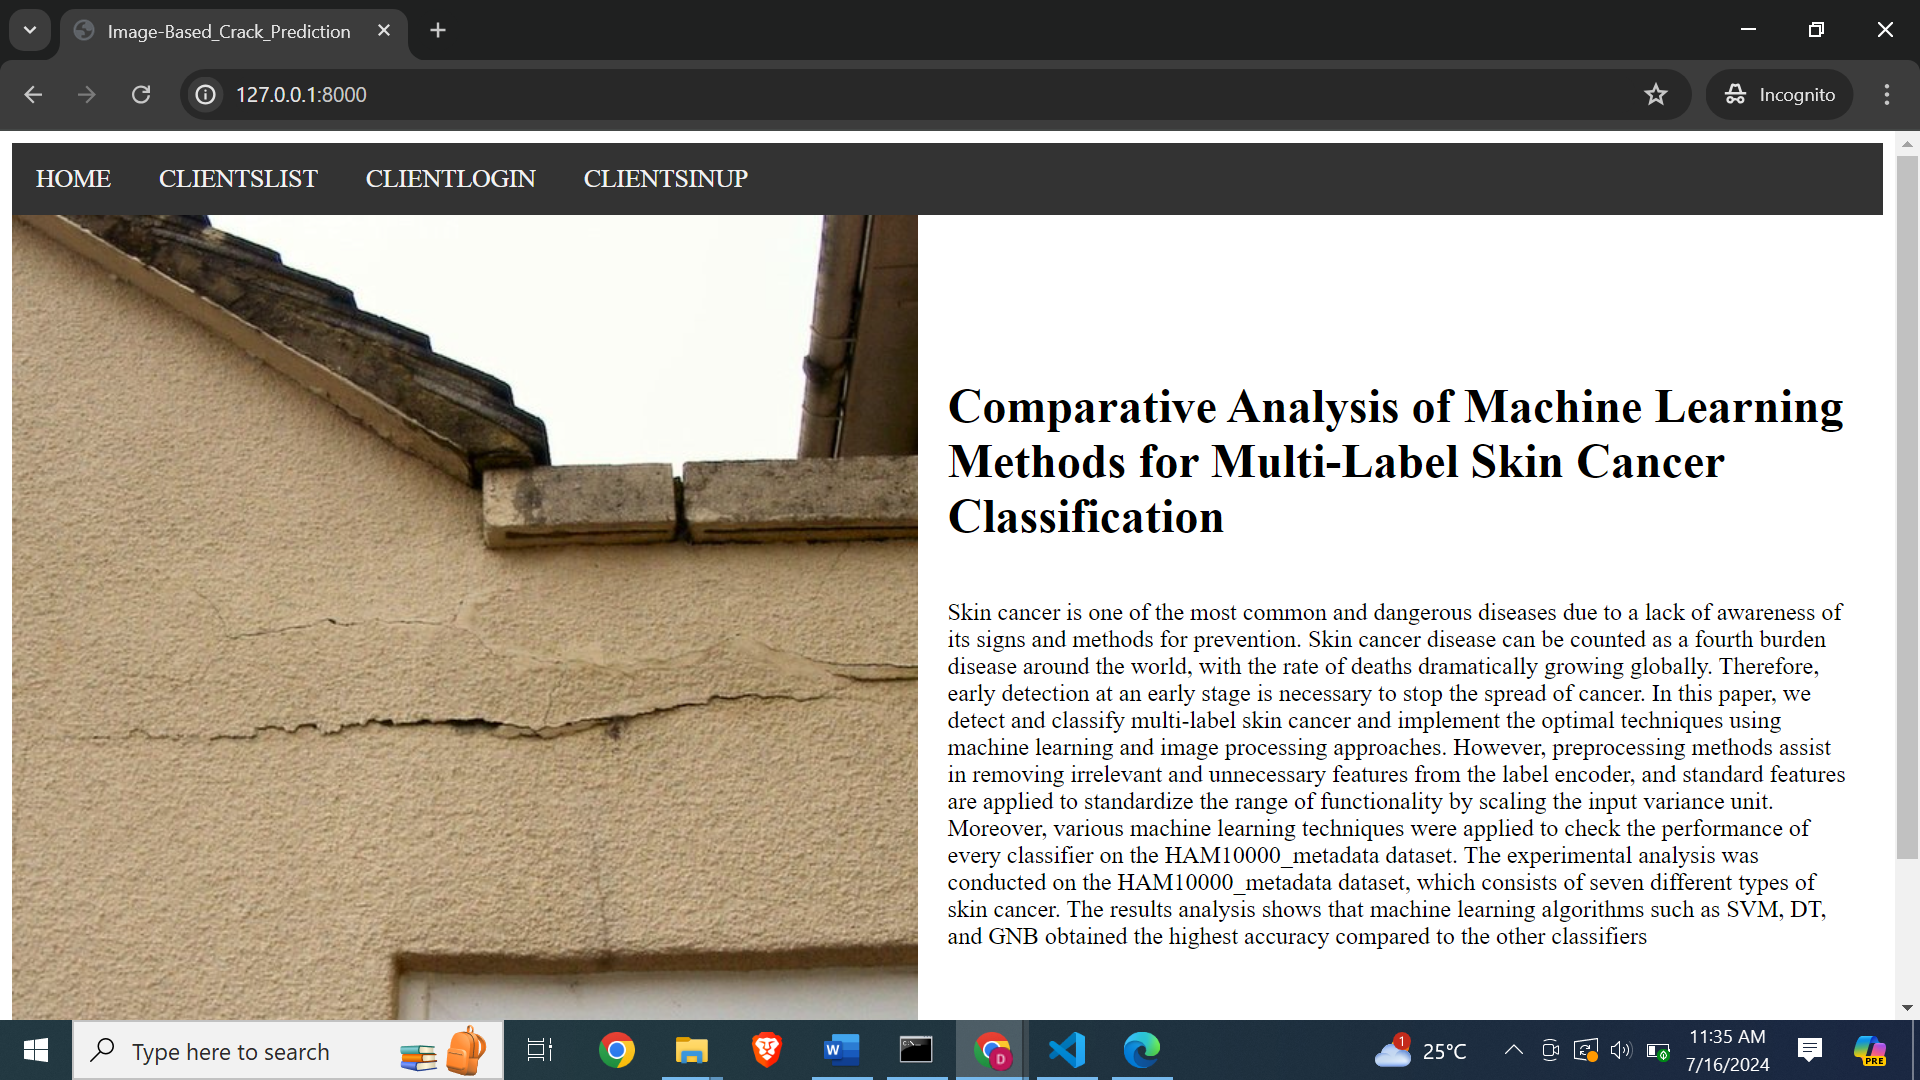 Image-Based_Crack_Prediction
127.0.0.1:8000
Incognito
HOME CLIENTSLIST CLIENTLOGIN CLIENTSINUP
Comparative Analysis of Machine Learning
Methods for Multi-Label Skin Cancer
Classification
Skin cancer is one of the most common and dangerous diseases due to a lack of awareness of
its signs and methods for prevention. Skin cancer disease can be counted as a fourth burden
disease around the world, with the rate of deaths dramatically growing globally. Therefore,
early detection at an early stage is necessary to stop the spread of cancer. In this paper, we
detect and classify multi-label skin cancer and implement the optimal techniques using
machine learning and image processing approaches. However, preprocessing methods assist
in removing irrelevant and unnecessary features from the label encoder, and standard features
are applied to standardize the range of functionality by scaling the input variance unit.
Moreover, various machine learning techniques were applied to check the performance of
every classifier on the HAM10000_metadata dataset. The experimental analysis was
conducted on the HAM10000_metadata dataset, which consists of seven different types of
skin cancer. The results analysis shows that machine learning algorithms such as SVM, DT,
and GNB obtained the highest accuracy compared to the other classifiers
Type here to search
W
C:\_
D
1
25°C
11:35 AM
7/16/2024
PRE